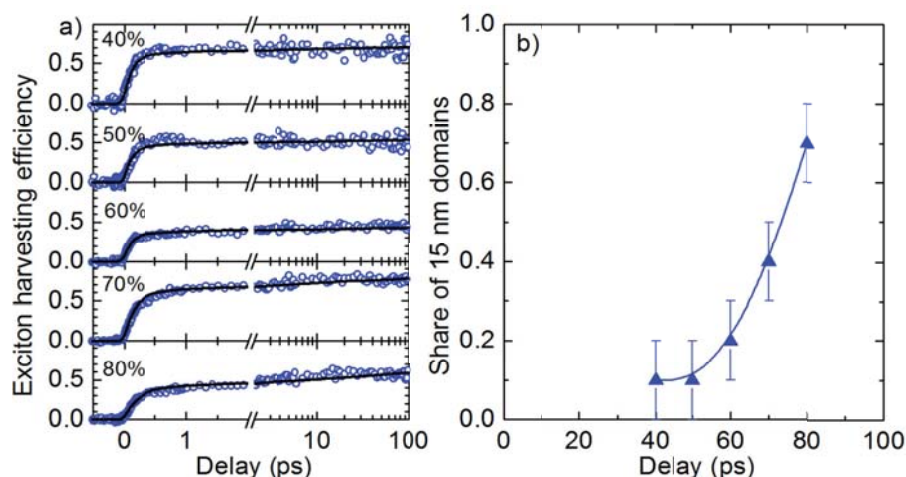 a)
Exciton harvesting efficiency
40%
0.5
0.0
50%
0.5
0.0
60%
0.5
0.0
70%
0.5
0.0
80%
0.5
0.0
0 1 10 100
Delay (ps)
b)
Share of 15 nm domains
1.0
0.8
0.6
0.4
0.2
0.0
0 20 40 60 80 100
Delay (ps)